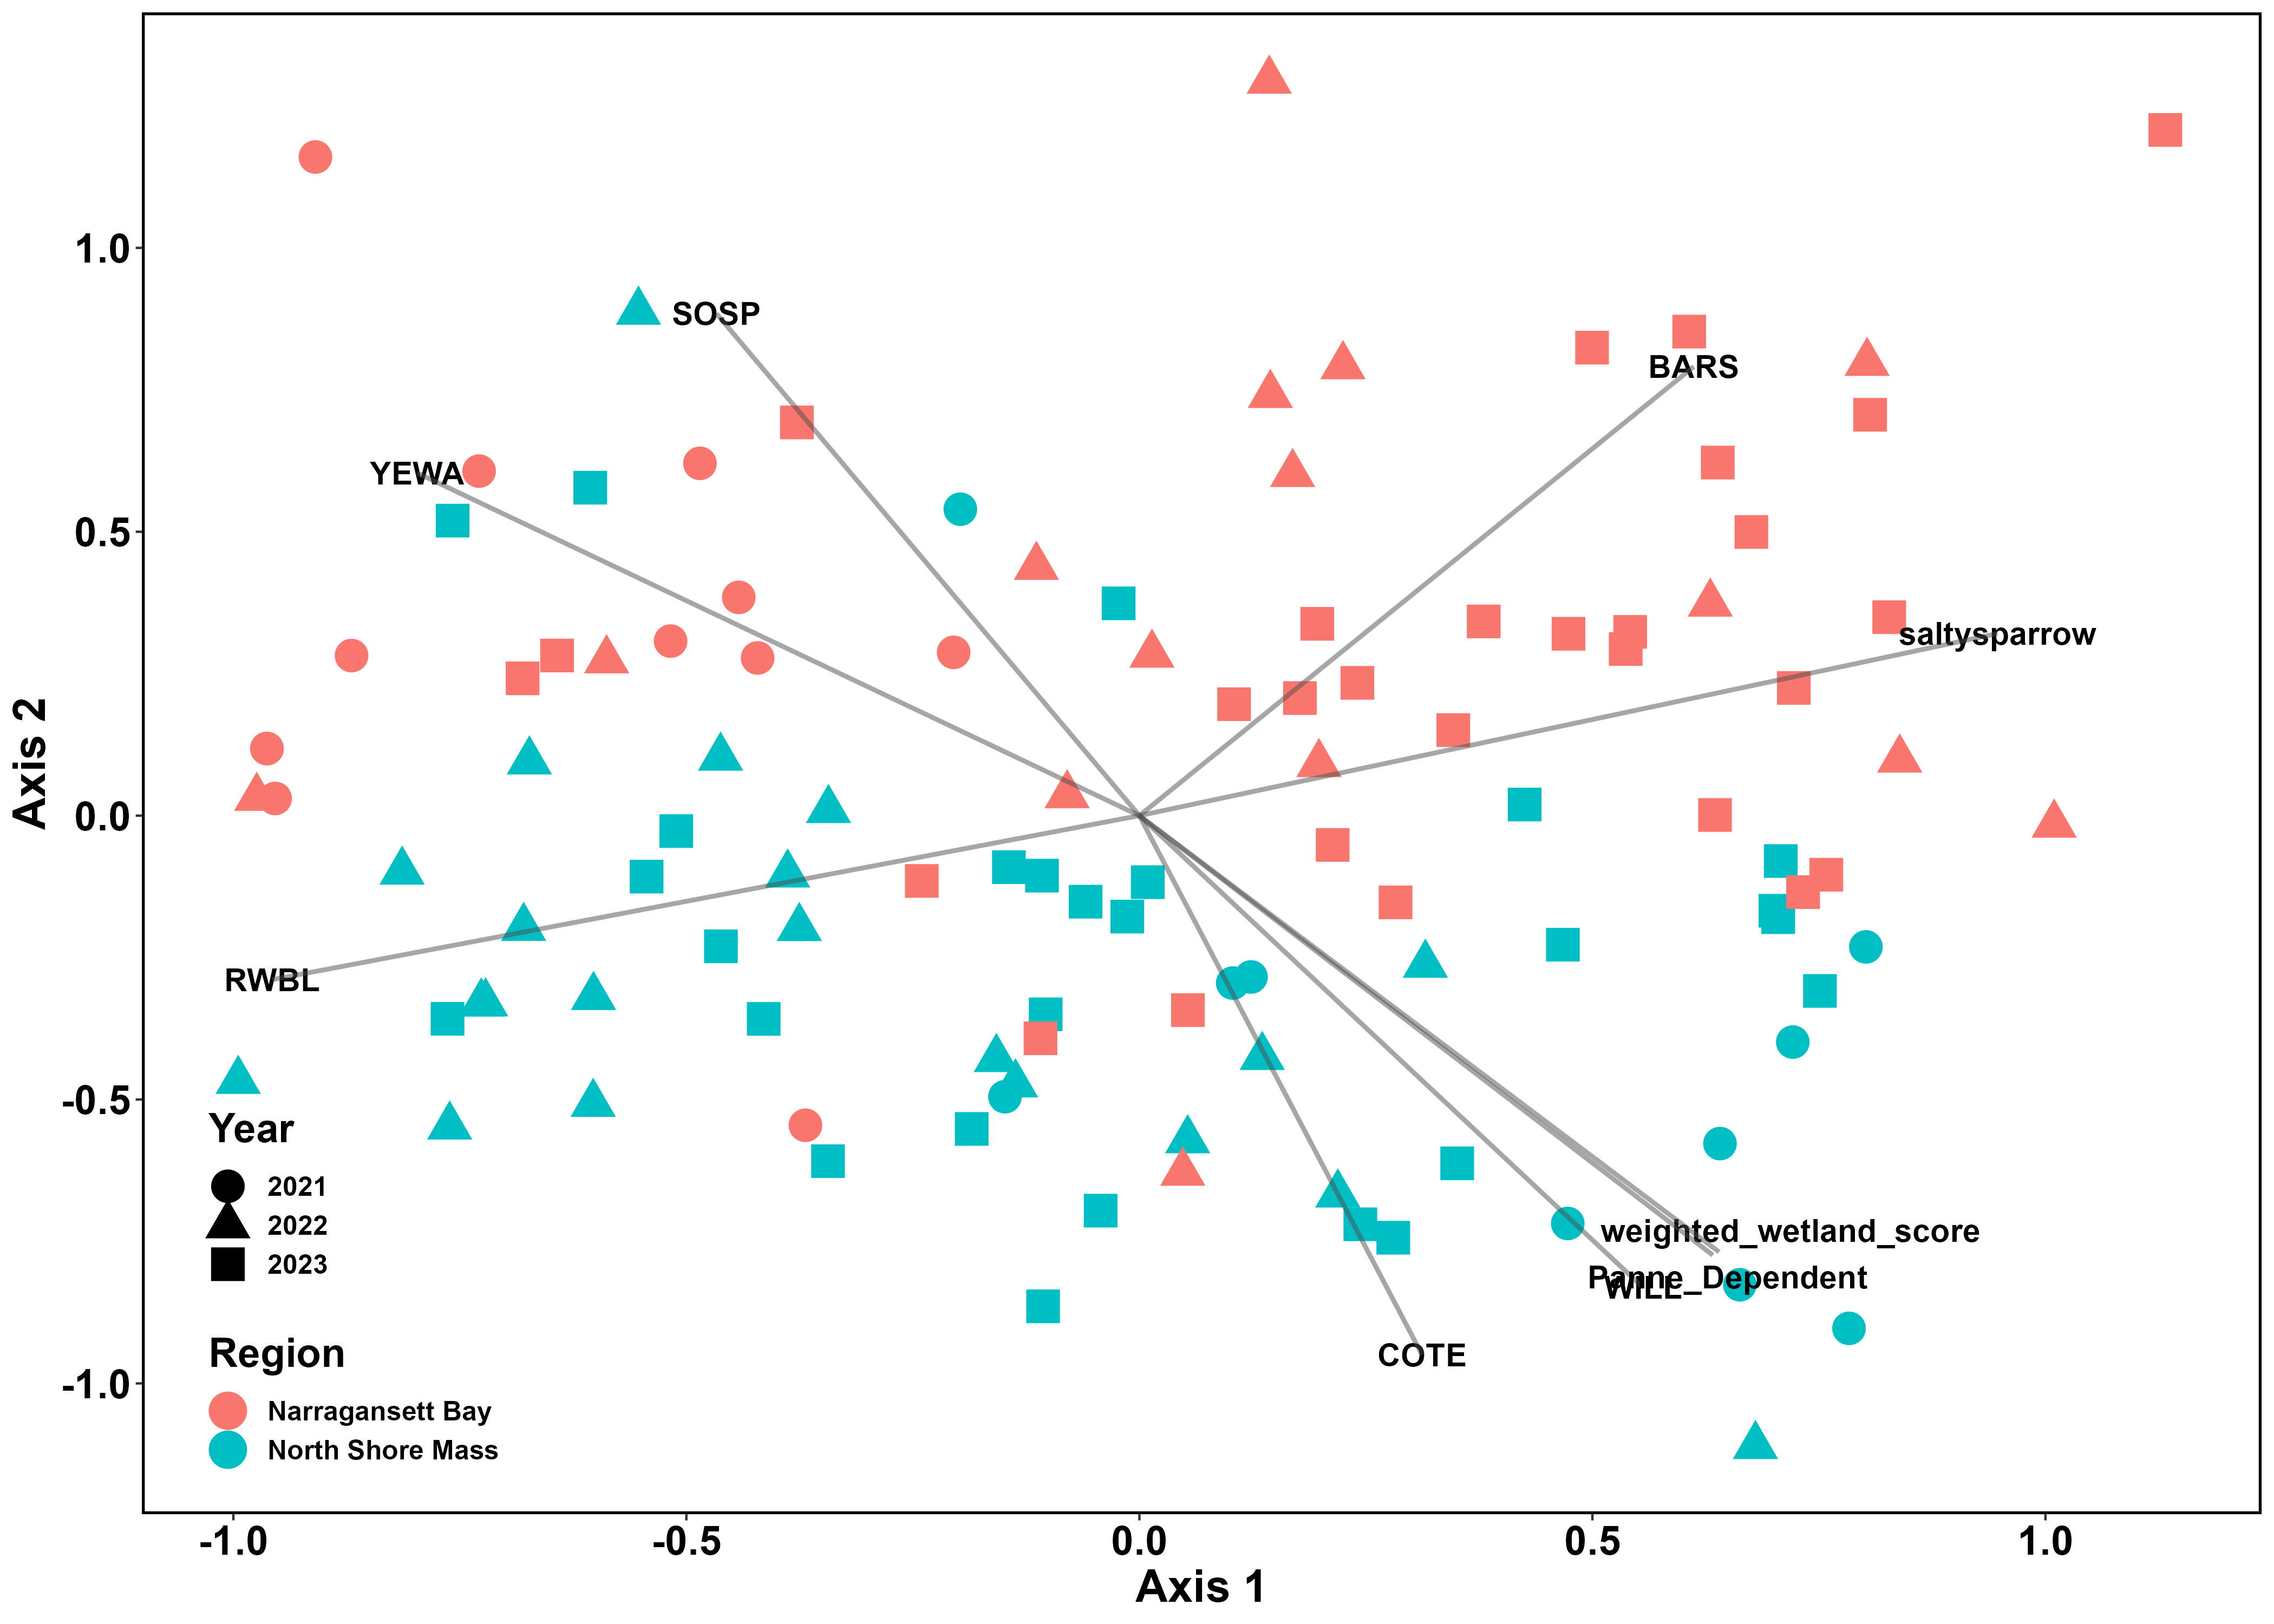 SOSP
BARS
YEWA
saltysparrow
RWBL
weighted_wetland_score
Panne_Dependent
WILL
COTE
1.0
0.5
0.0
-0.5
-1.0
Axis 2
Year
2021
2022
2023
Region
Narragansett Bay
North Shore Mass
-1.0
-0.5
0.0
0.5
1.0
Axis 1